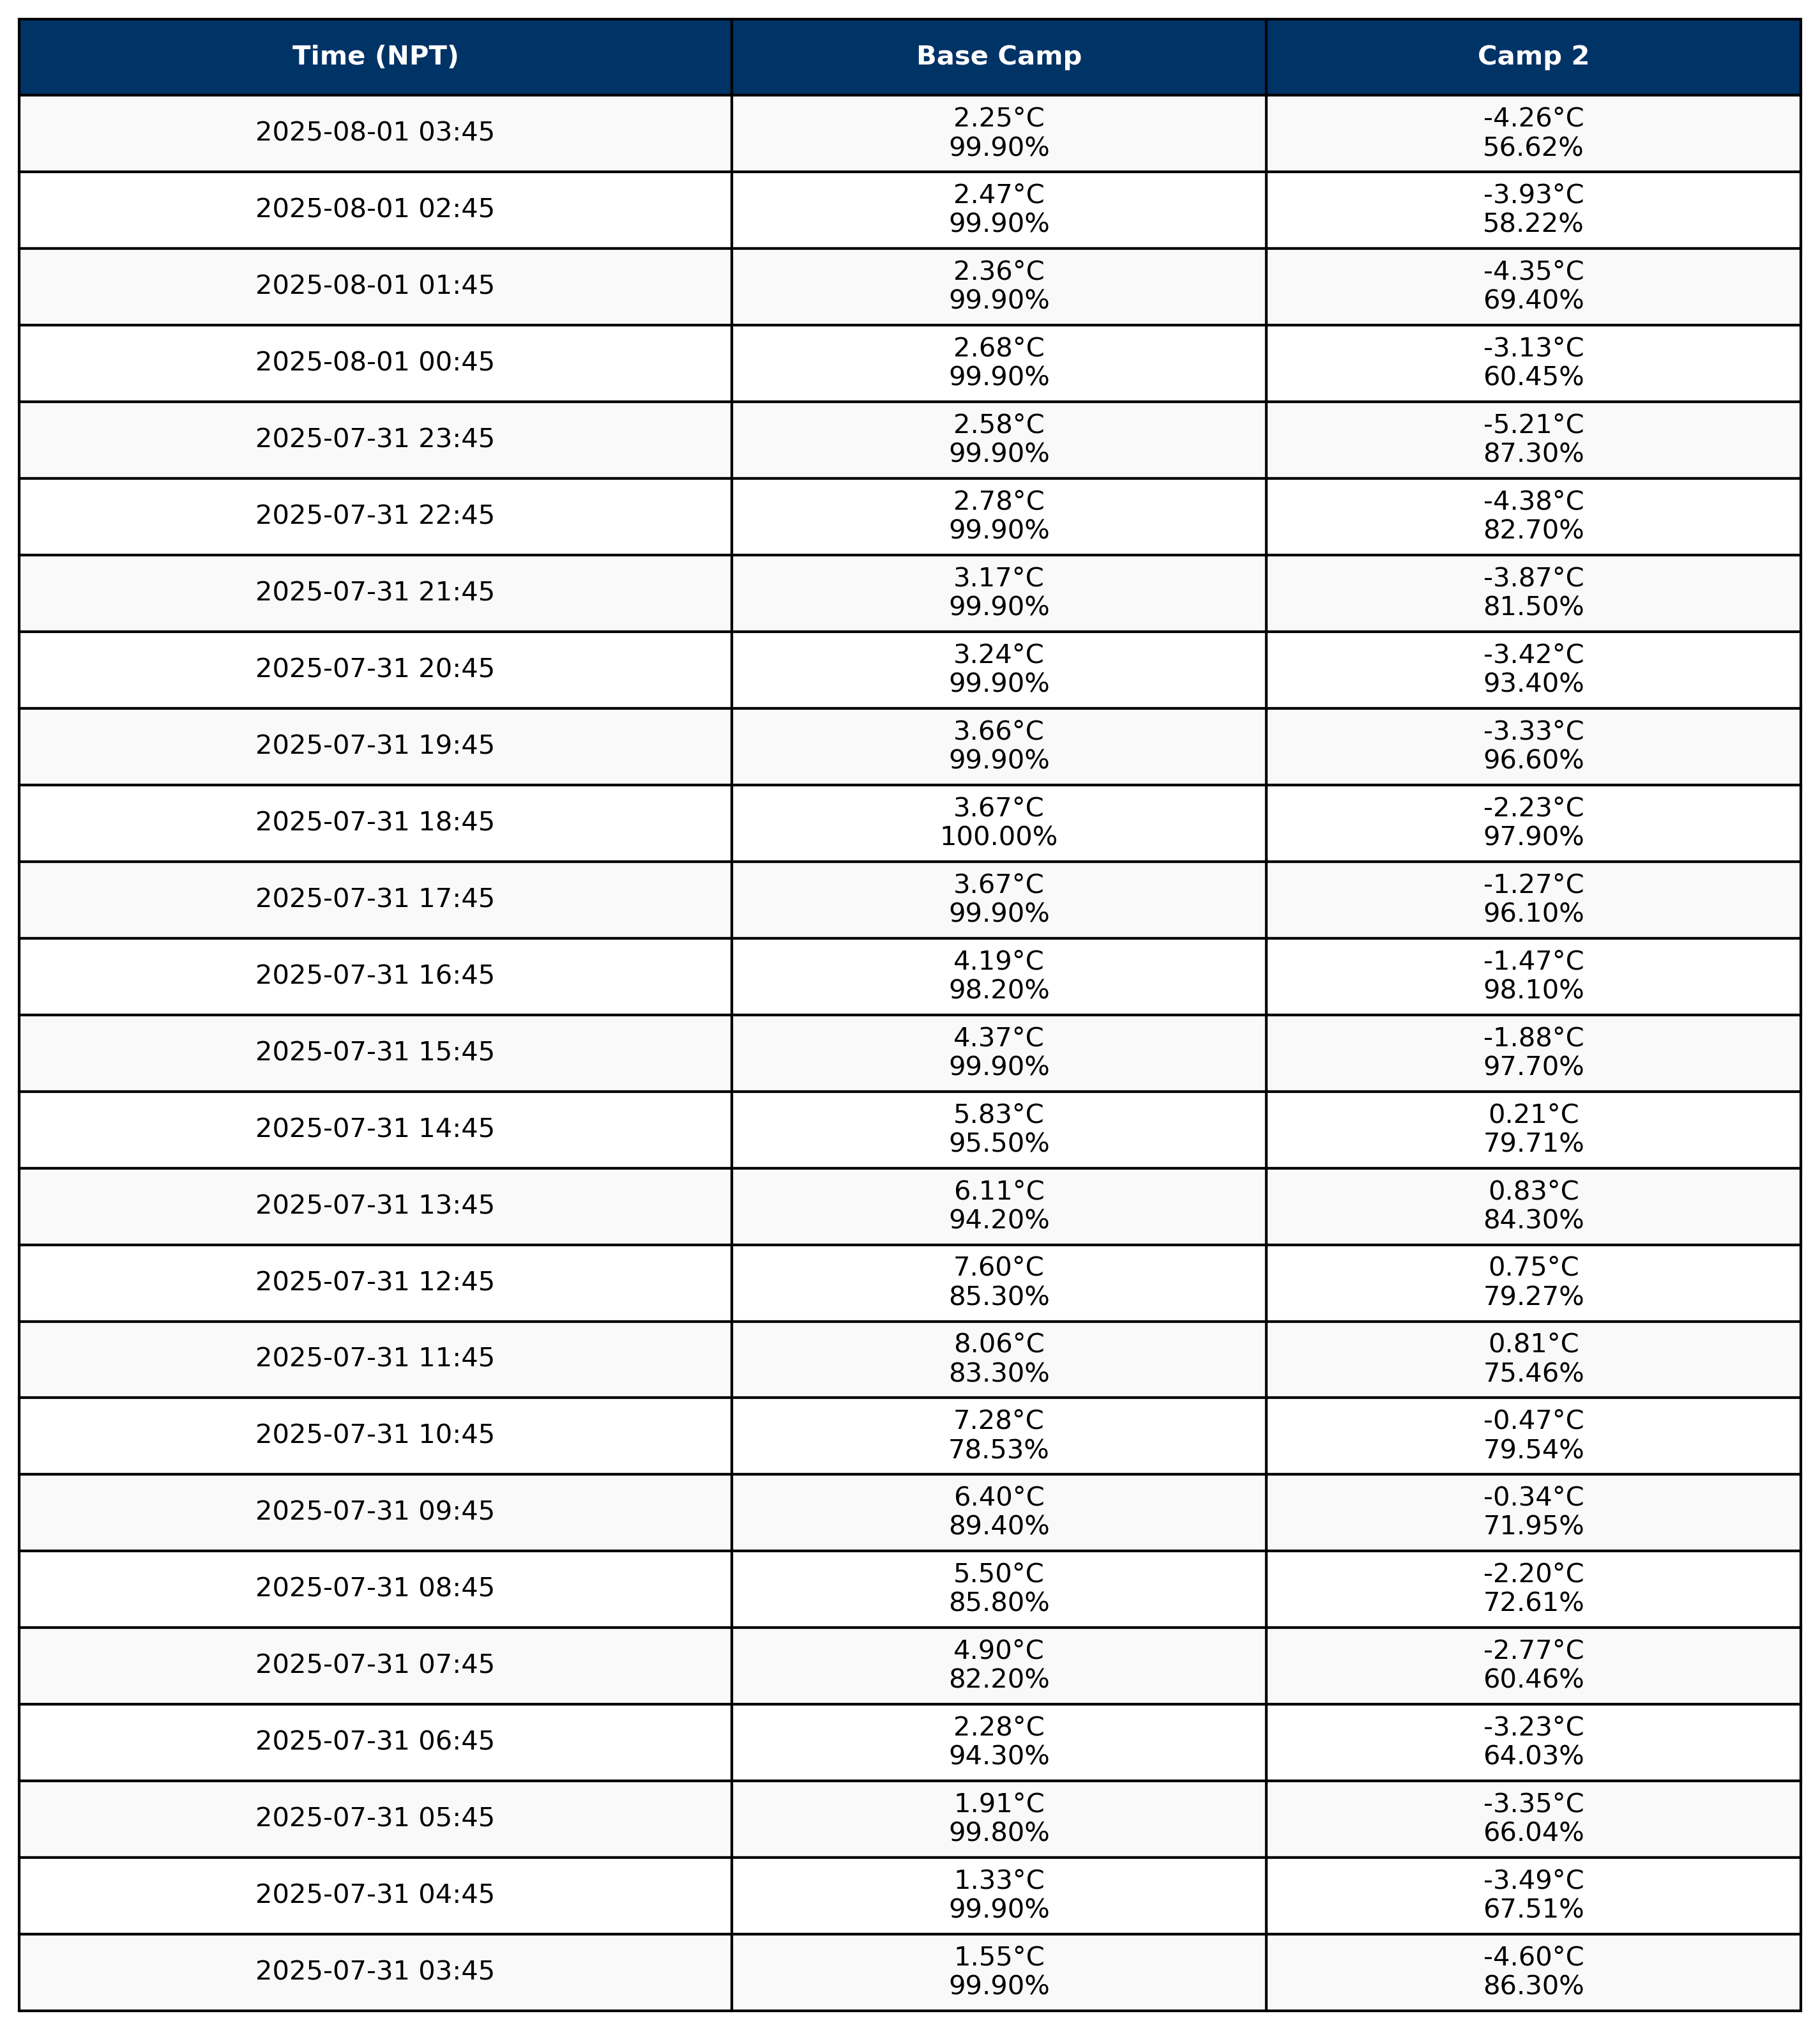 Time (NPT) Base Camp Camp 2
2025-08-01 03:45 2.25°C -4.26°C
99.90% 56.62%
2025-08-01 02:45 2.47°C -3.93°C
99.90% 58.22%
2025-08-01 01:45 2.36°C -4.35°C
99.90% 69.40%
2025-08-01 00:45 2.68°C -3.13°C
99.90% 60.45%
2025-07-31 23:45 2.58°C -5.21°C
99.90% 87.30%
2025-07-31 22:45 2.78°C -4.38°C
99.90% 82.70%
2025-07-31 21:45 3.17°C -3.87°C
99.90% 81.50%
2025-07-31 20:45 3.24°C -3.42°C
99.90% 93.40%
2025-07-31 19:45 3.66°C -3.33°C
99.90% 96.60%
2025-07-31 18:45 3.67°C -2.23°C
100.00% 97.90%
2025-07-31 17:45 3.67°C -1.27°C
99.90% 96.10%
2025-07-31 16:45 4.19°C -1.47°C
98.20% 98.10%
2025-07-31 15:45 4.37°C -1.88°C
99.90% 97.70%
2025-07-31 14:45 5.83°C 0.21°C
95.50% 79.71%
2025-07-31 13:45 6.11°C 0.83°C
94.20% 84.30%
2025-07-31 12:45 7.60°C 0.75°C
85.30% 79.27%
2025-07-31 11:45 8.06°C 0.81°C
83.30% 75.46%
2025-07-31 10:45 7.28°C -0.47°C
78.53% 79.54%
2025-07-31 09:45 6.40°C -0.34°C
89.40% 71.95%
2025-07-31 08:45 5.50°C -2.20°C
85.80% 72.61%
2025-07-31 07:45 4.90°C -2.77°C
82.20% 60.46%
2025-07-31 06:45 2.28°C -3.23°C
94.30% 64.03%
2025-07-31 05:45 1.91°C -3.35°C
99.80% 66.04%
2025-07-31 04:45 1.33°C -3.49°C
99.90% 67.51%
2025-07-31 03:45 1.55°C -4.60°C
99.90% 86.30%